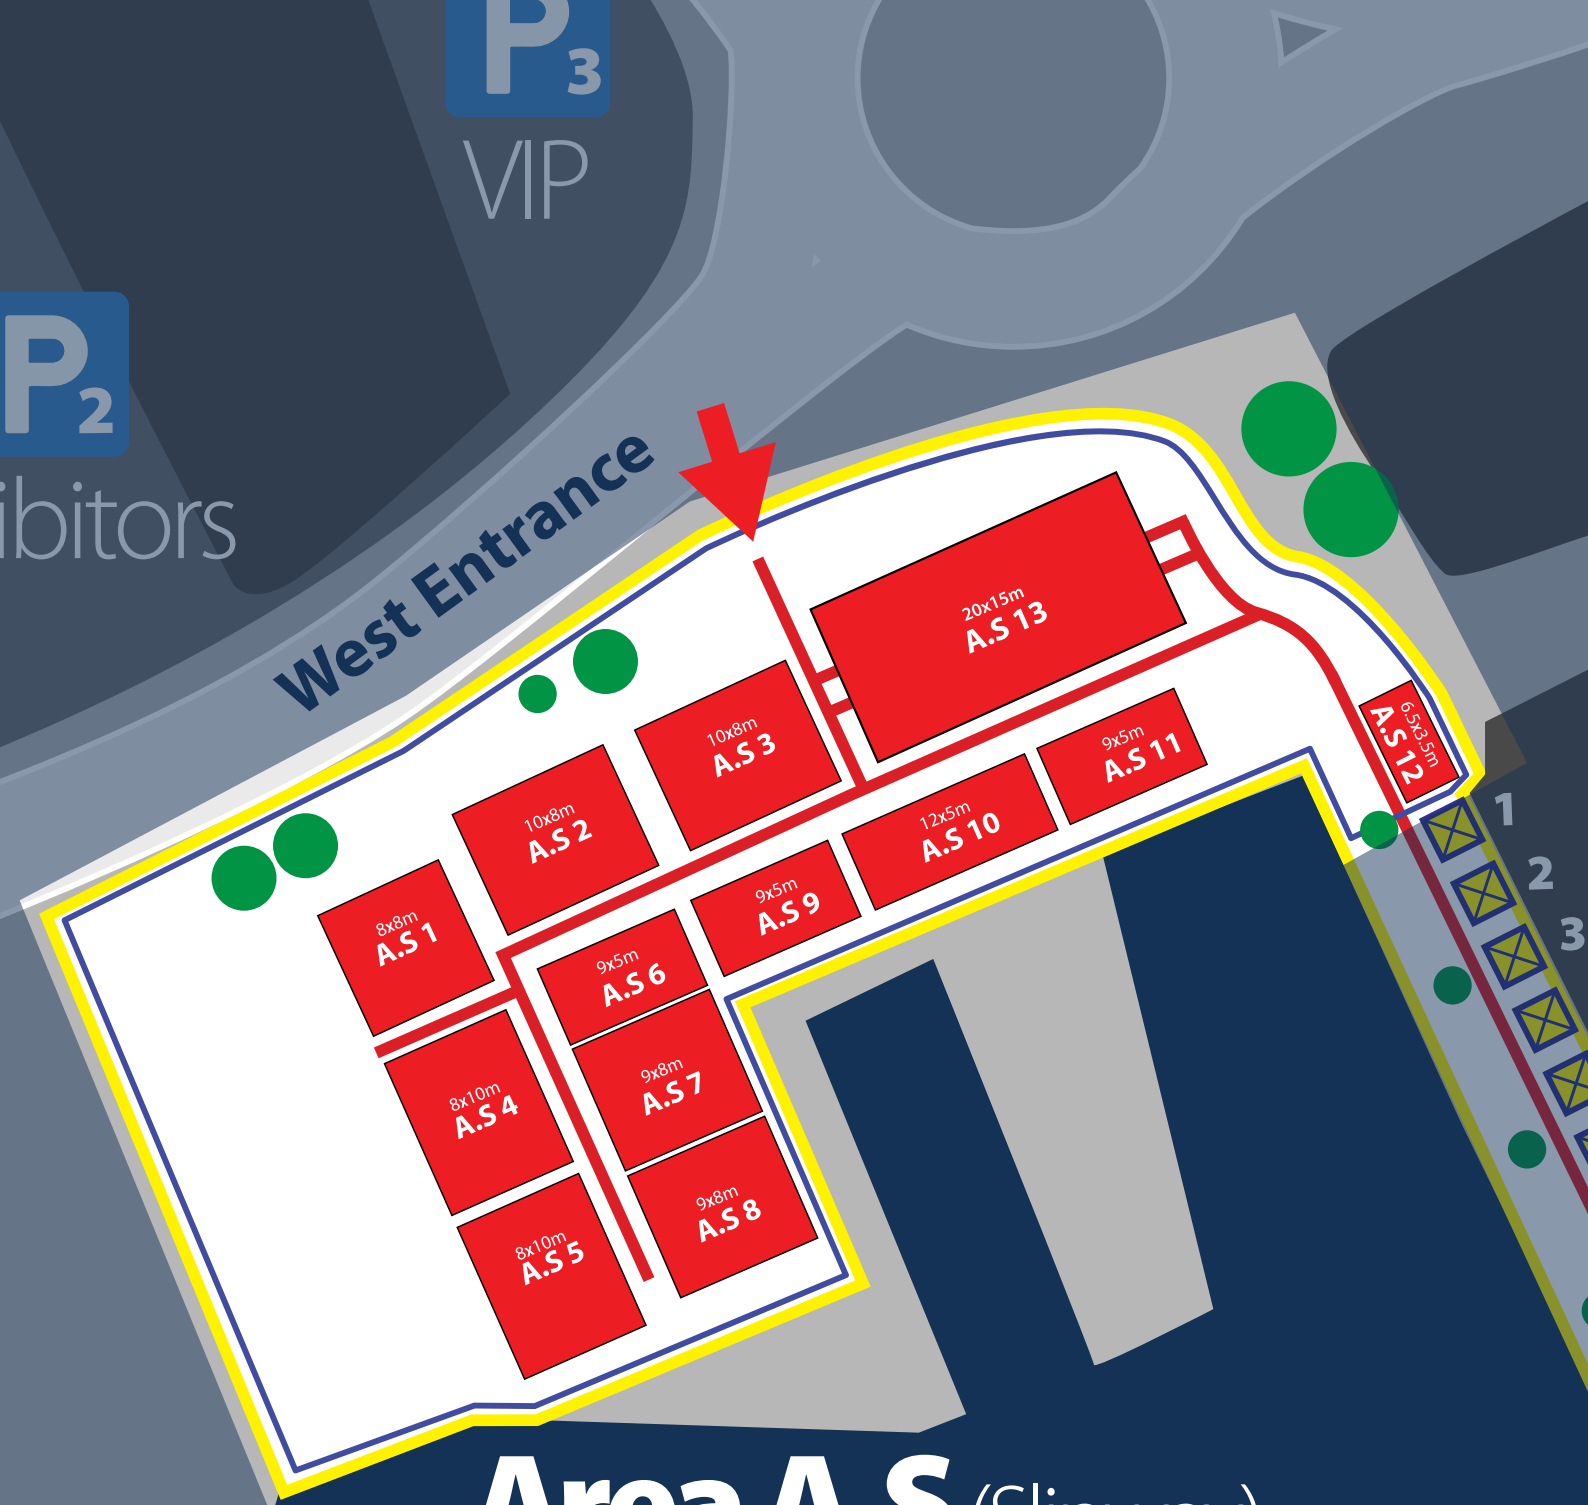 P3
VIP
P2
ibitors
West Entrance
20x15m
A.S 13
10x8m
A.S 3
10x8m
A.S 2
8x8m
A.S 1
9x5m
A.S 11
12x5m
A.S 10
9x5m
A.S 9
9x5m
A.S 6
6.5x3.5m
A.S 12
1
2
3
8x10m
A.S 4
9x8m
A.S 7
9x8m
A.S 8
8x10m
A.S 5
Area A.S (Slipway)